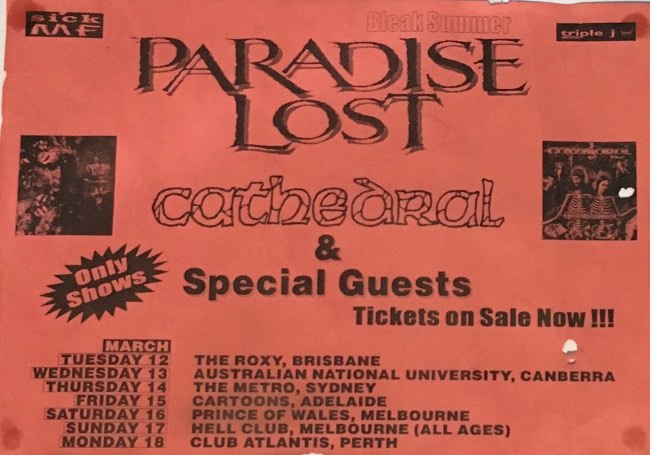 sick
MF
Bleak Summer
triple j
PARADISE
LOST
cathedral
&
Special Guests
Only
Shows
Tickets on Sale Now !!!
MARCH
TUESDAY 12 THE ROXY, BRISBANE
WEDNESDAY 13 AUSTRALIAN NATIONAL UNIVERSITY, CANBERRA
THURSDAY 14 THE METRO, SYDNEY
FRIDAY 15 CARTOONS, ADELAIDE
SATURDAY 16 PRINCE OF WALES, MELBOURNE
SUNDAY 17 HELL CLUB, MELBOURNE (ALL AGES)
MONDAY 18 CLUB ATLANTIS, PERTH